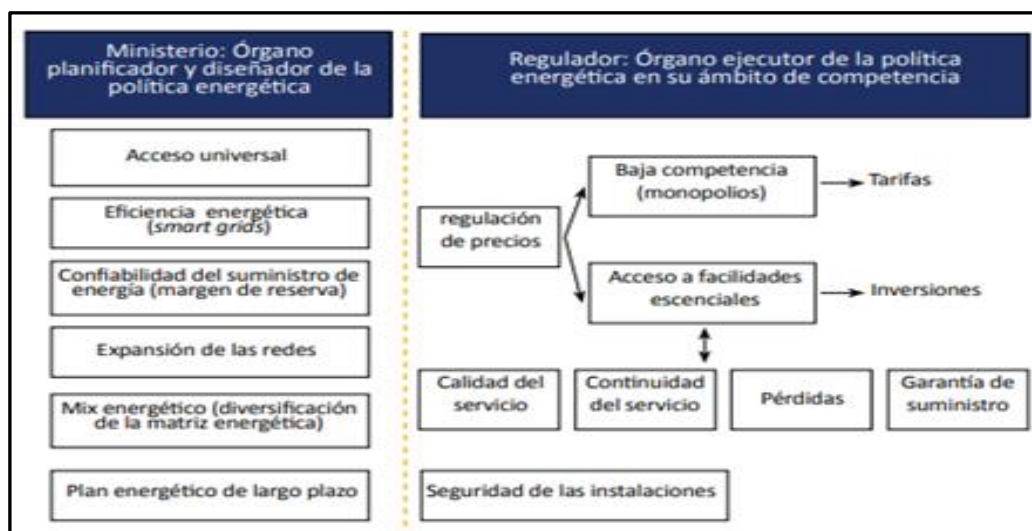 Ministerio: Órgano
planificador y diseñador de la
política energética
Acceso universal
Eficiencia energética
(smart grids)
Confiabilidad del suministro de
energía (margen de reserva)
Expansión de las redes
Mix energético (diversificación
de la matriz energética)
Plan energético de largo plazo
Regulador: Órgano ejecutor de la política
energética en su ámbito de competencia
regulación
de precios
Baja competencia
(monopolios)
Tarifas
Acceso a facilidades
escenciales
Inversiones
Calidad del
servicio
Continuidad
del servicio
Pérdidas
Garantía de
suministro
Seguridad de las instalaciones